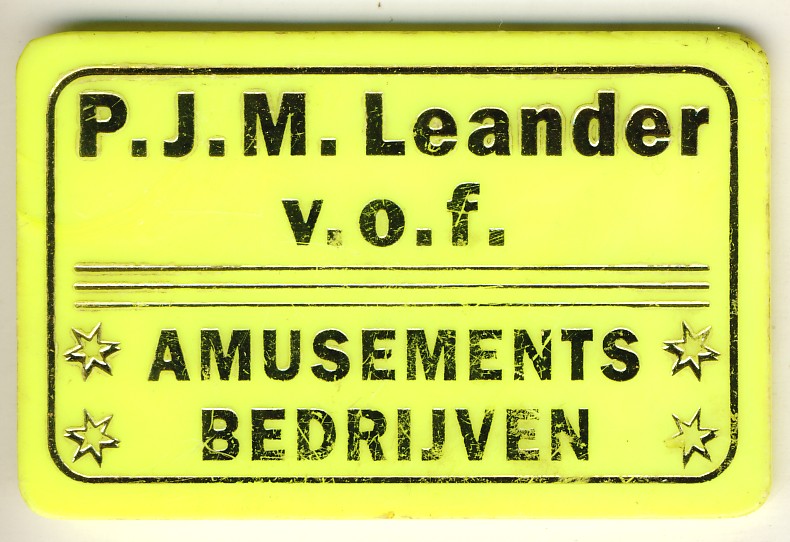 P.J.M. Leander
v.o.f.
AMUSEMENTS
BEDRIJVEN